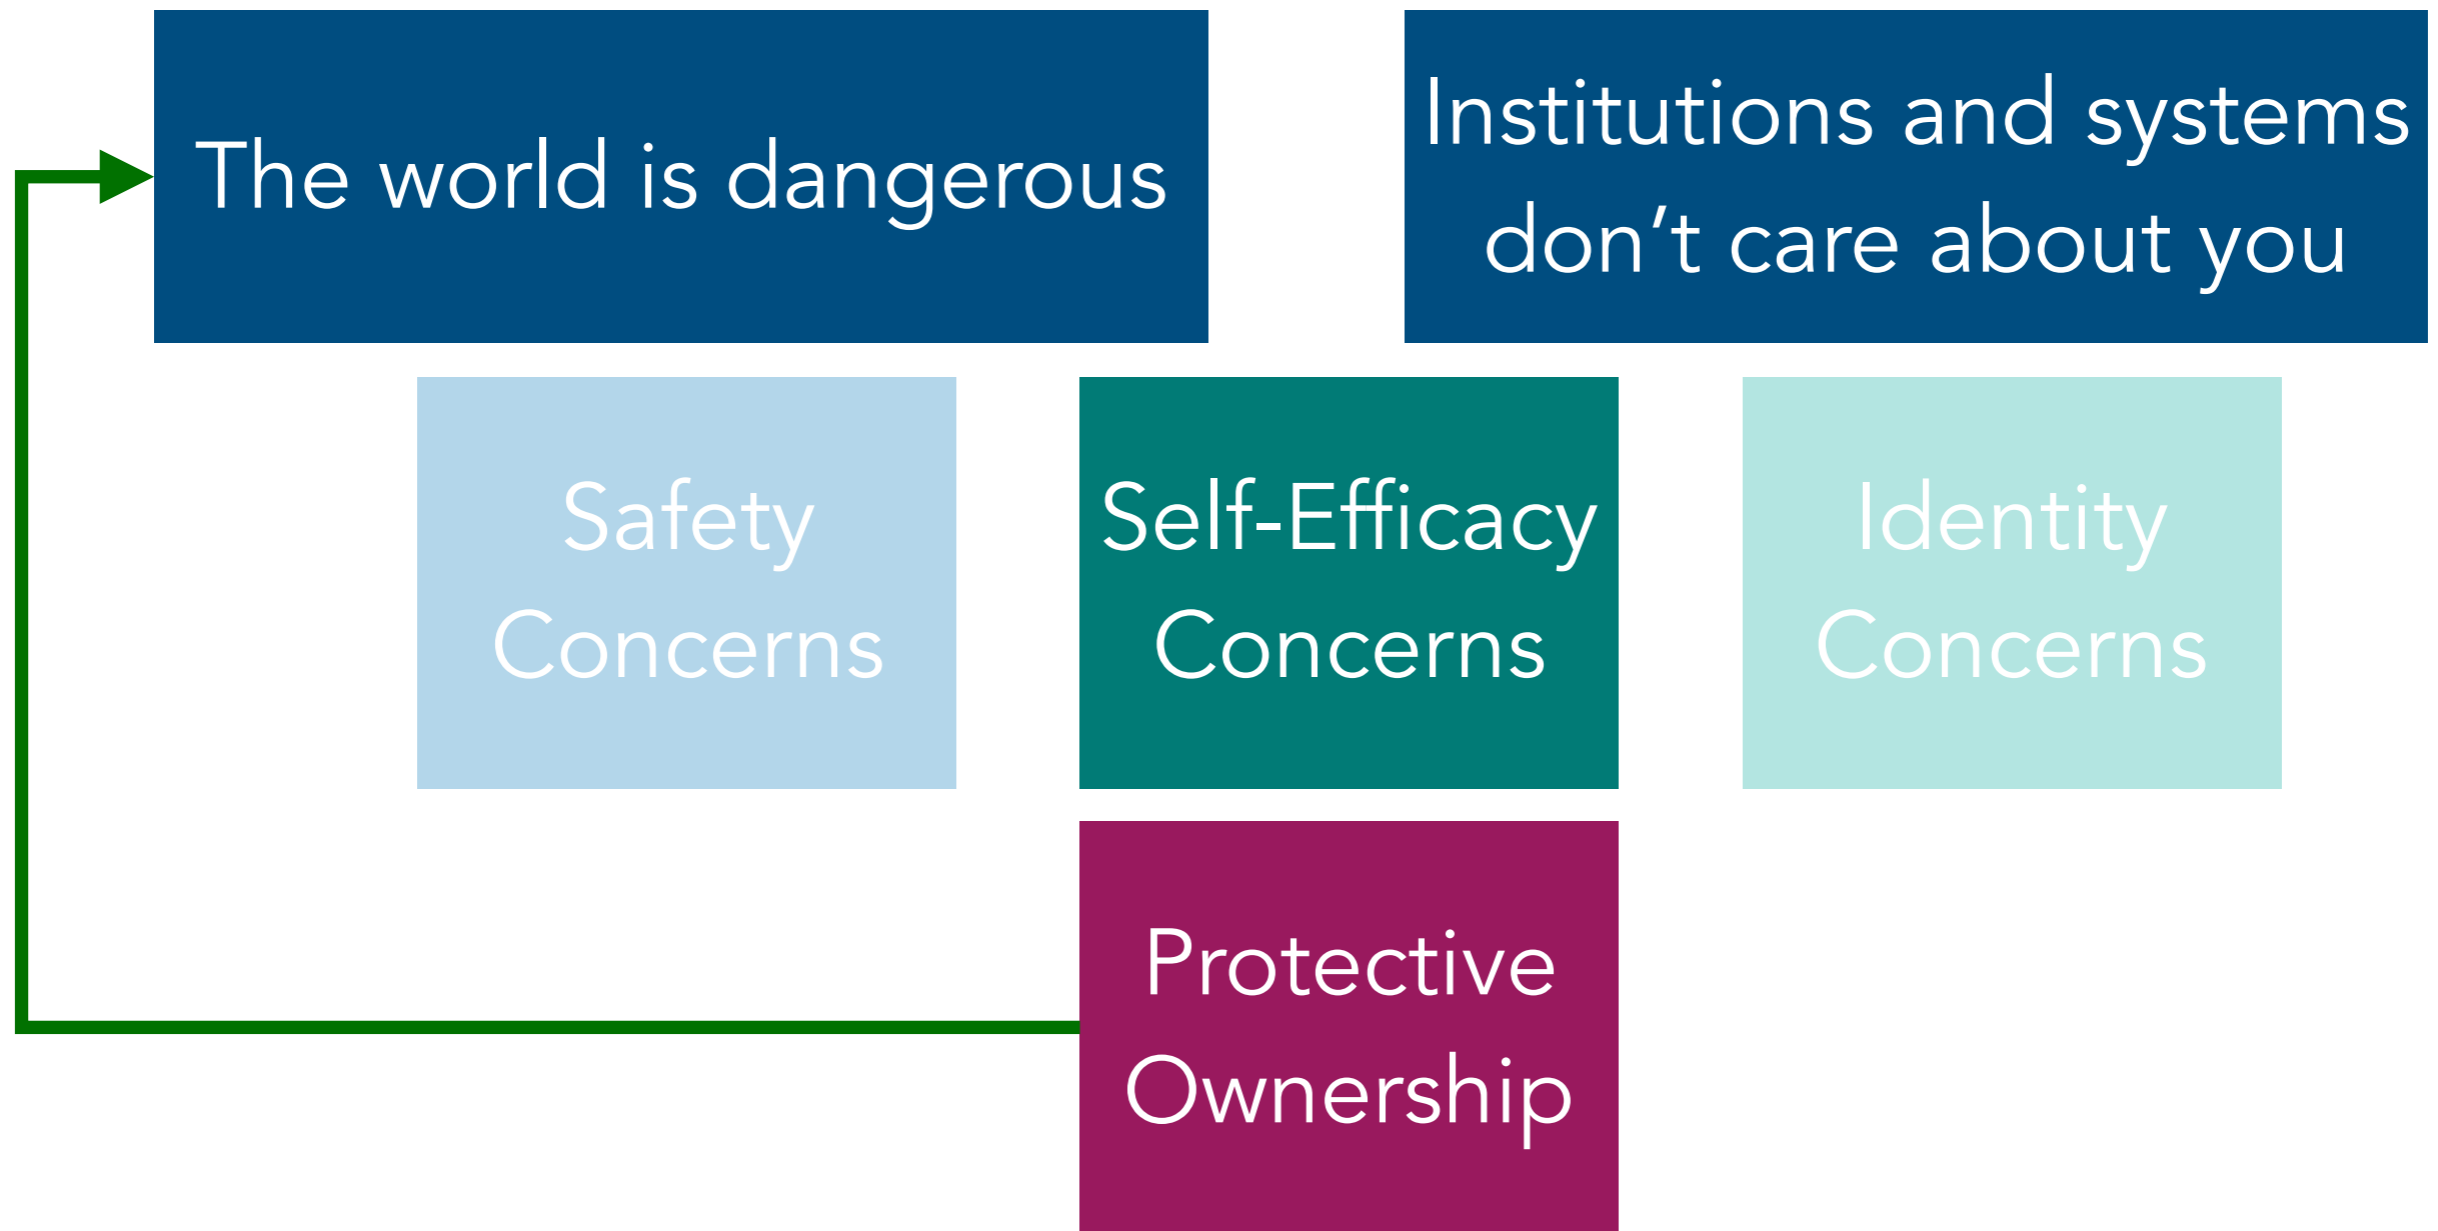 The world is dangerous
Institutions and systems
don’t care about you
Safety
Concerns
Self-Efficacy
Concerns
Identity
Concerns
Protective
Ownership